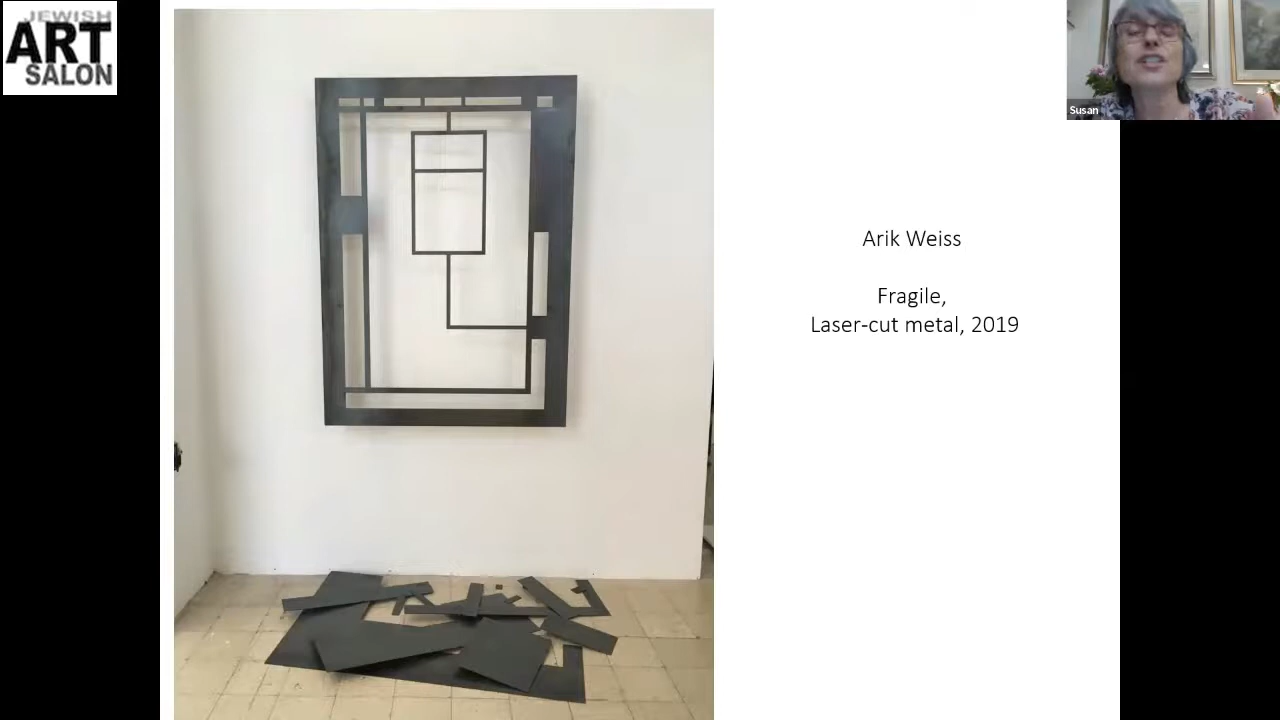 JEWISH
ART
SALON
Susan
Arik Weiss
Fragile,
Laser-cut metal, 2019